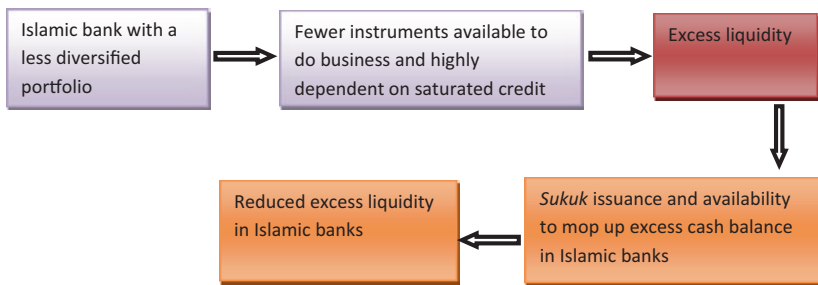 Islamic bank with a
less diversified
portfolio
Fewer instruments available to
do business and highly
dependent on saturated credit
Excess liquidity
Sukuk issuance and availability
to mop up excess cash balance
in Islamic banks
Reduced excess liquidity
in Islamic banks